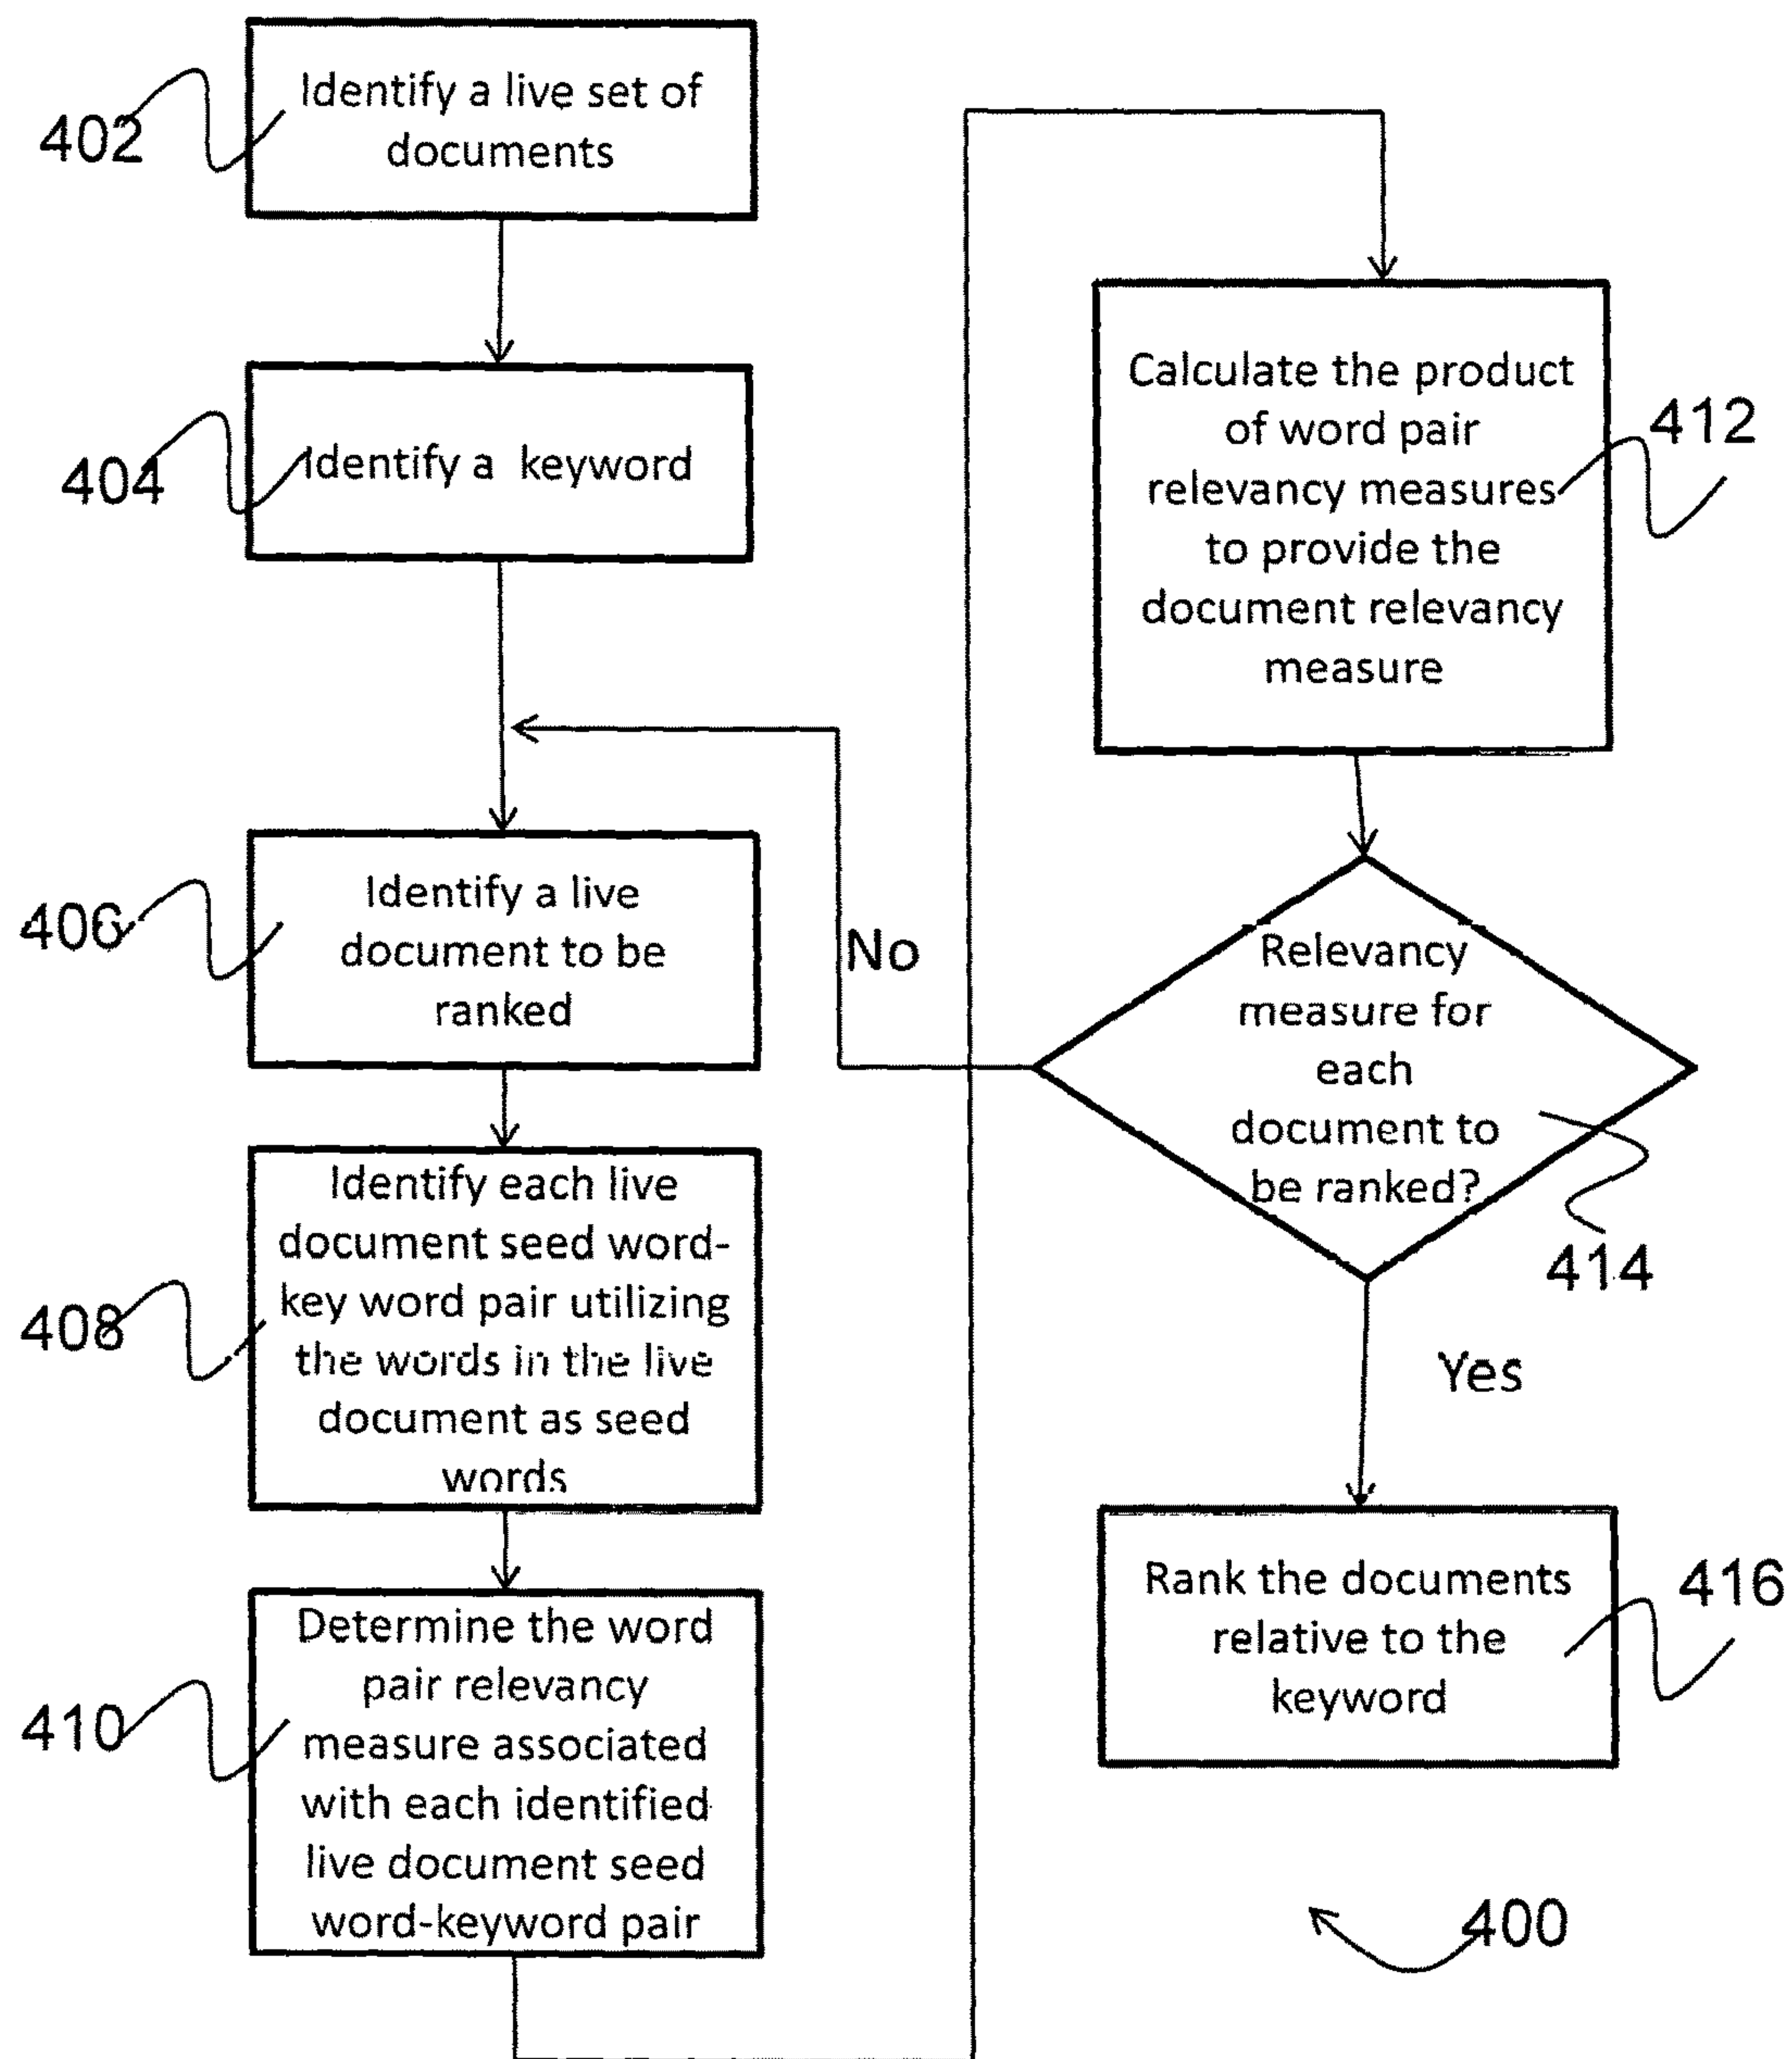 402
Identify a live set of
documents
404
Identify a keyword
406
Identify a live
document to be
ranked
408
Identify each live
document seed word-
key word pair utilizing
the words in the live
document as seed
words
410
Determine the word
pair relevancy
measure associated
with each identified
live document seed
word-keyword pair
Calculate the product
of word pair
relevancy measures
to provide the
document relevancy
measure
412
No
Relevancy
measure for
each
document to
be ranked?
414
Yes
Rank the documents
relative to the
keyword
416
400